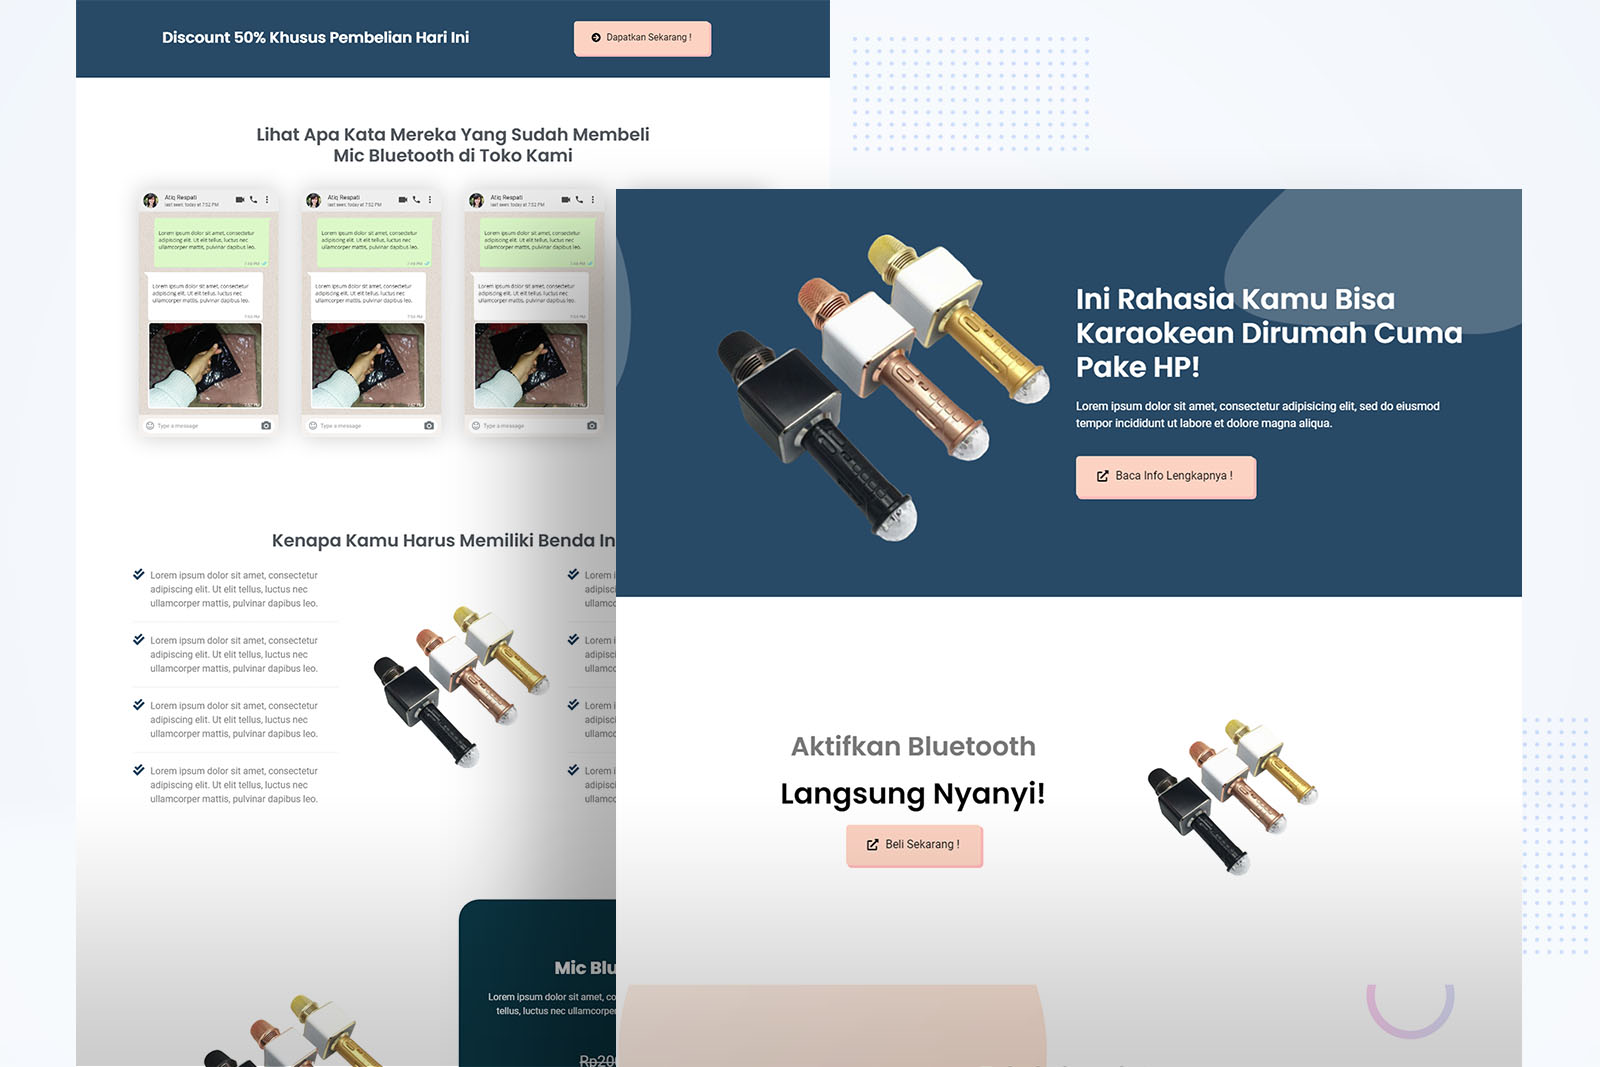 Discount 50% Khusus Pembelian Hari Ini
Dapatkan Sekarang !
Lihat Apa Kata Mereka Yang Sudah Membeli
Mic Bluetooth di Toko Kami
Atiq Respati
last seen today at 7:52 PM
Lorem ipsum dolor sit amet, consectetur
adipiscing elit. Ut elit tellus, luctus nec
ullamcorper mattis, pulvinar dapibus leo.
Lorem ipsum dolor sit amet, consectetur
adipiscing elit. Ut elit tellus, luctus nec
ullamcorper mattis, pulvinar dapibus leo.
Type a message
Atiq Respati
last seen today at 7:52 PM
Lorem ipsum dolor sit amet, consectetur
adipiscing elit. Ut elit tellus, luctus nec
ullamcorper mattis, pulvinar dapibus leo.
Lorem ipsum dolor sit amet, consectetur
adipiscing elit. Ut elit tellus, luctus nec
ullamcorper mattis, pulvinar dapibus leo.
Type a message
Atiq Respati
last seen today at 7:52 PM
Lorem ipsum dolor sit amet, consectetur
adipiscing elit. Ut elit tellus, luctus nec
ullamcorper mattis, pulvinar dapibus leo.
Lorem ipsum dolor sit amet, consectetur
adipiscing elit. Ut elit tellus, luctus nec
ullamcorper mattis, pulvinar dapibus leo.
Type a message
Kenapa Kamu Harus Memiliki Benda In
Lorem ipsum dolor sit amet, consectetur
adipiscing elit. Ut elit tellus, luctus nec
ullamcorper mattis, pulvinar dapibus leo.
Lorem ipsum dolor sit amet, consectetur
adipiscing elit. Ut elit tellus, luctus nec
ullamcorper mattis, pulvinar dapibus leo.
Lorem ipsum dolor sit amet, consectetur
adipiscing elit. Ut elit tellus, luctus nec
ullamcorper mattis, pulvinar dapibus leo.
Lorem ipsum dolor sit amet, consectetur
adipiscing elit. Ut elit tellus, luctus nec
ullamcorper mattis, pulvinar dapibus leo.
Lorem i
adipisc
ullamco
Lorem i
adipisc
ullamco
Lorem i
adipisc
ullamco
Lorem i
adipisc
ullamco
Mic Blu
Lorem ipsum dolor sit amet, co
tellus, luctus nec ullamcorper
Rp200
Ini Rahasia Kamu Bisa
Karaokean Dirumah Cuma
Pake HP!
Lorem ipsum dolor sit amet, consectetur adipisicing elit, sed do eiusmod
tempor incididunt ut labore et dolore magna aliqua.
Baca Info Lengkapnya !
Aktifkan Bluetooth
Langsung Nyanyi!
Beli Sekarang !